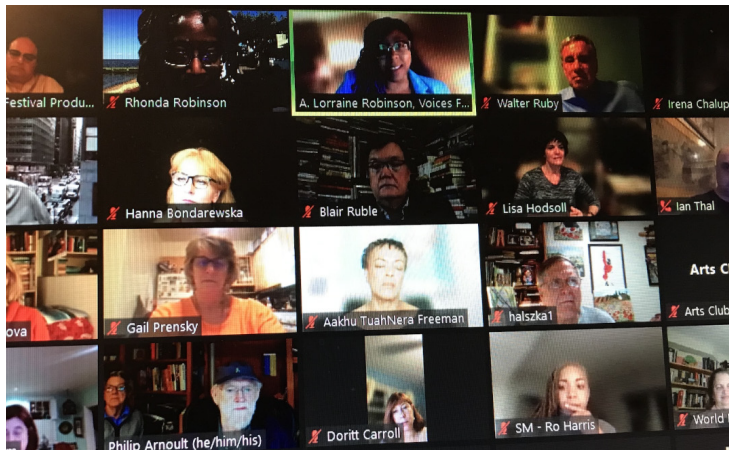 Festival Produ...
Rhonda Robinson
A. Lorraine Robinson, Voices F...
Walter Ruby
Irena Chalup
Hanna Bondarewska
Blair Ruble
Lisa Hodsoll
Ian Thal
ova
Gail Prensky
Aakhu TuahNera Freeman
halszka1
Arts Cl
Arts Club
Philip Arnoult (he/him/his)
Doritt Carroll
SM - Ro Harris
World